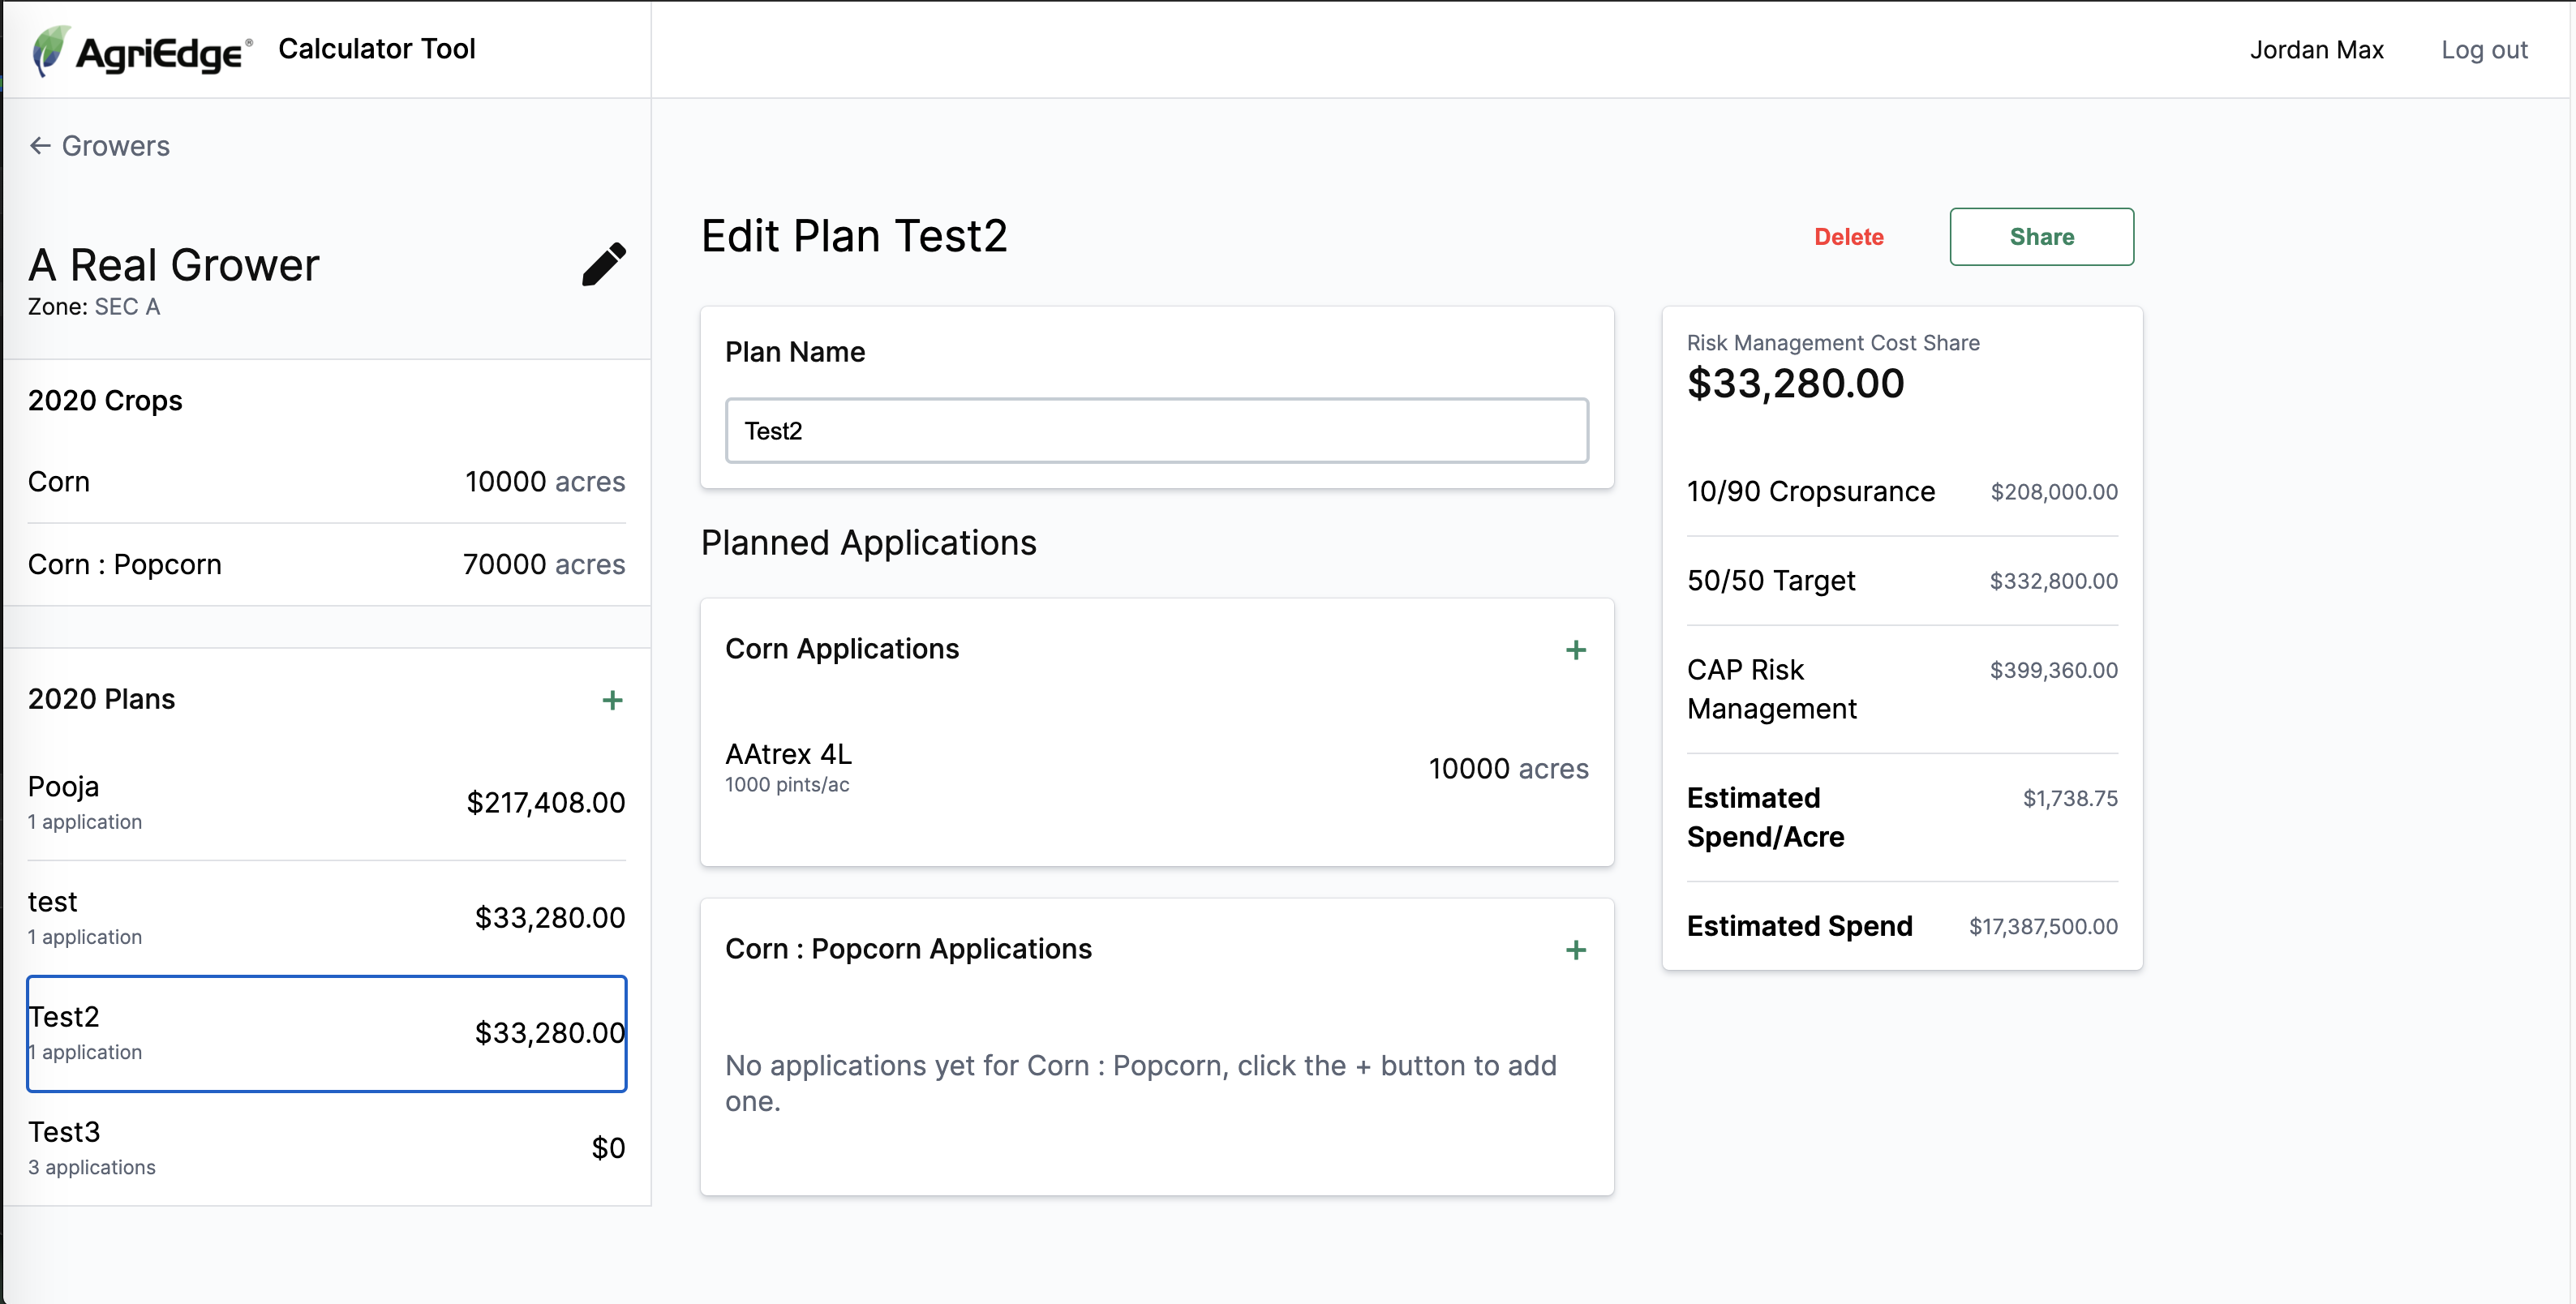 AgriEdge® Calculator Tool
Jordan Max Log out
← Growers
A Real Grower
Zone: SEC A
2020 Crops
Corn 10000 acres
Corn : Popcorn 70000 acres
2020 Plans +
Pooja $217,408.00
1 application
test $33,280.00
1 application
Test2 $33,280.00
1 application
Test3 $0
3 applications
Edit Plan Test2
Delete Share
Plan Name
Test2
Planned Applications
Corn Applications +
AAtrex 4L 10000 acres
1000 pints/ac
Corn : Popcorn Applications +
No applications yet for Corn : Popcorn, click the + button to add
one.
Risk Management Cost Share
$33,280.00
10/90 Cropsurance $208,000.00
50/50 Target $332,800.00
CAP Risk $399,360.00
Management
Estimated $1,738.75
Spend/Acre
Estimated Spend $17,387,500.00